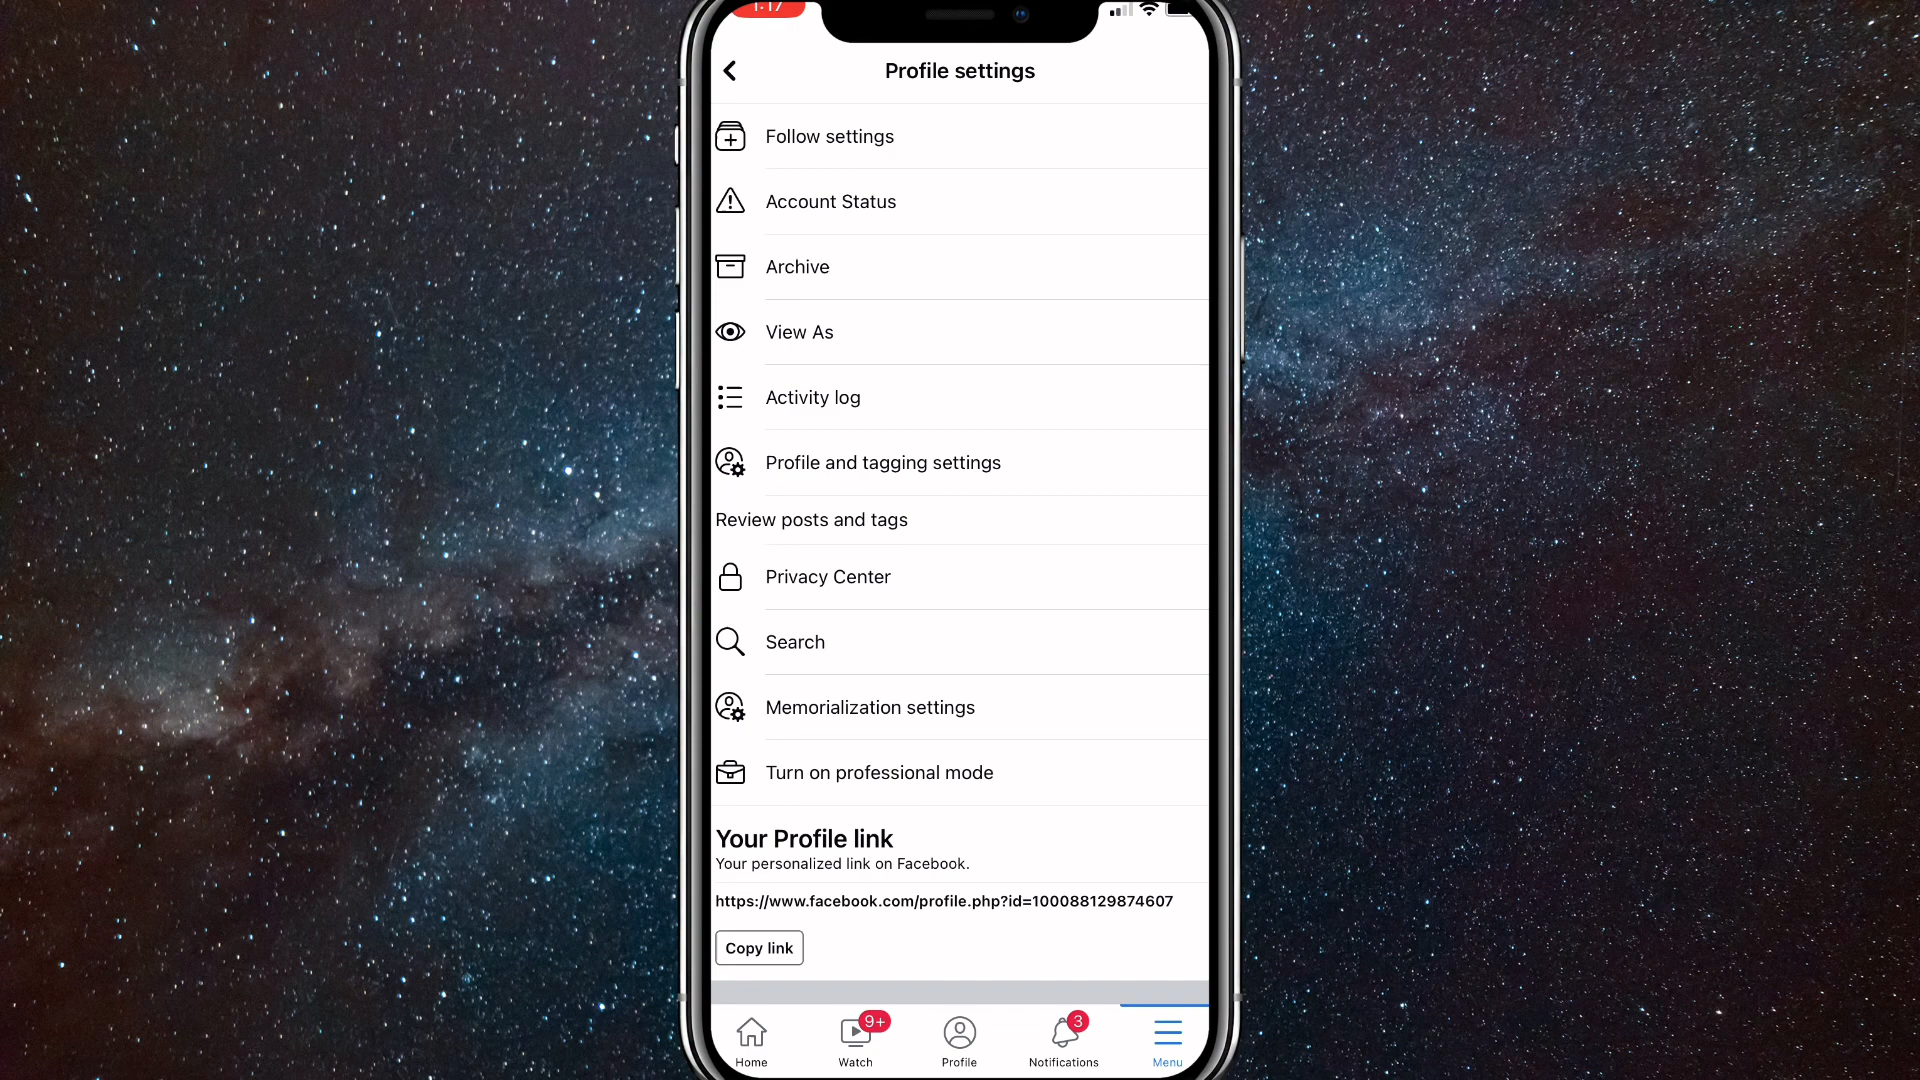 1:17
Profile settings
Follow settings
Account Status
Archive
View As
Activity log
Profile and tagging settings
Review posts and tags
Privacy Center
Search
Memorialization settings
Turn on professional mode
Your Profile link
Your personalized link on Facebook.
https://www.facebook.com/profile.php?id=100088129874607
Copy link
9+
3
Home
Watch
Profile
Notifications
Menu